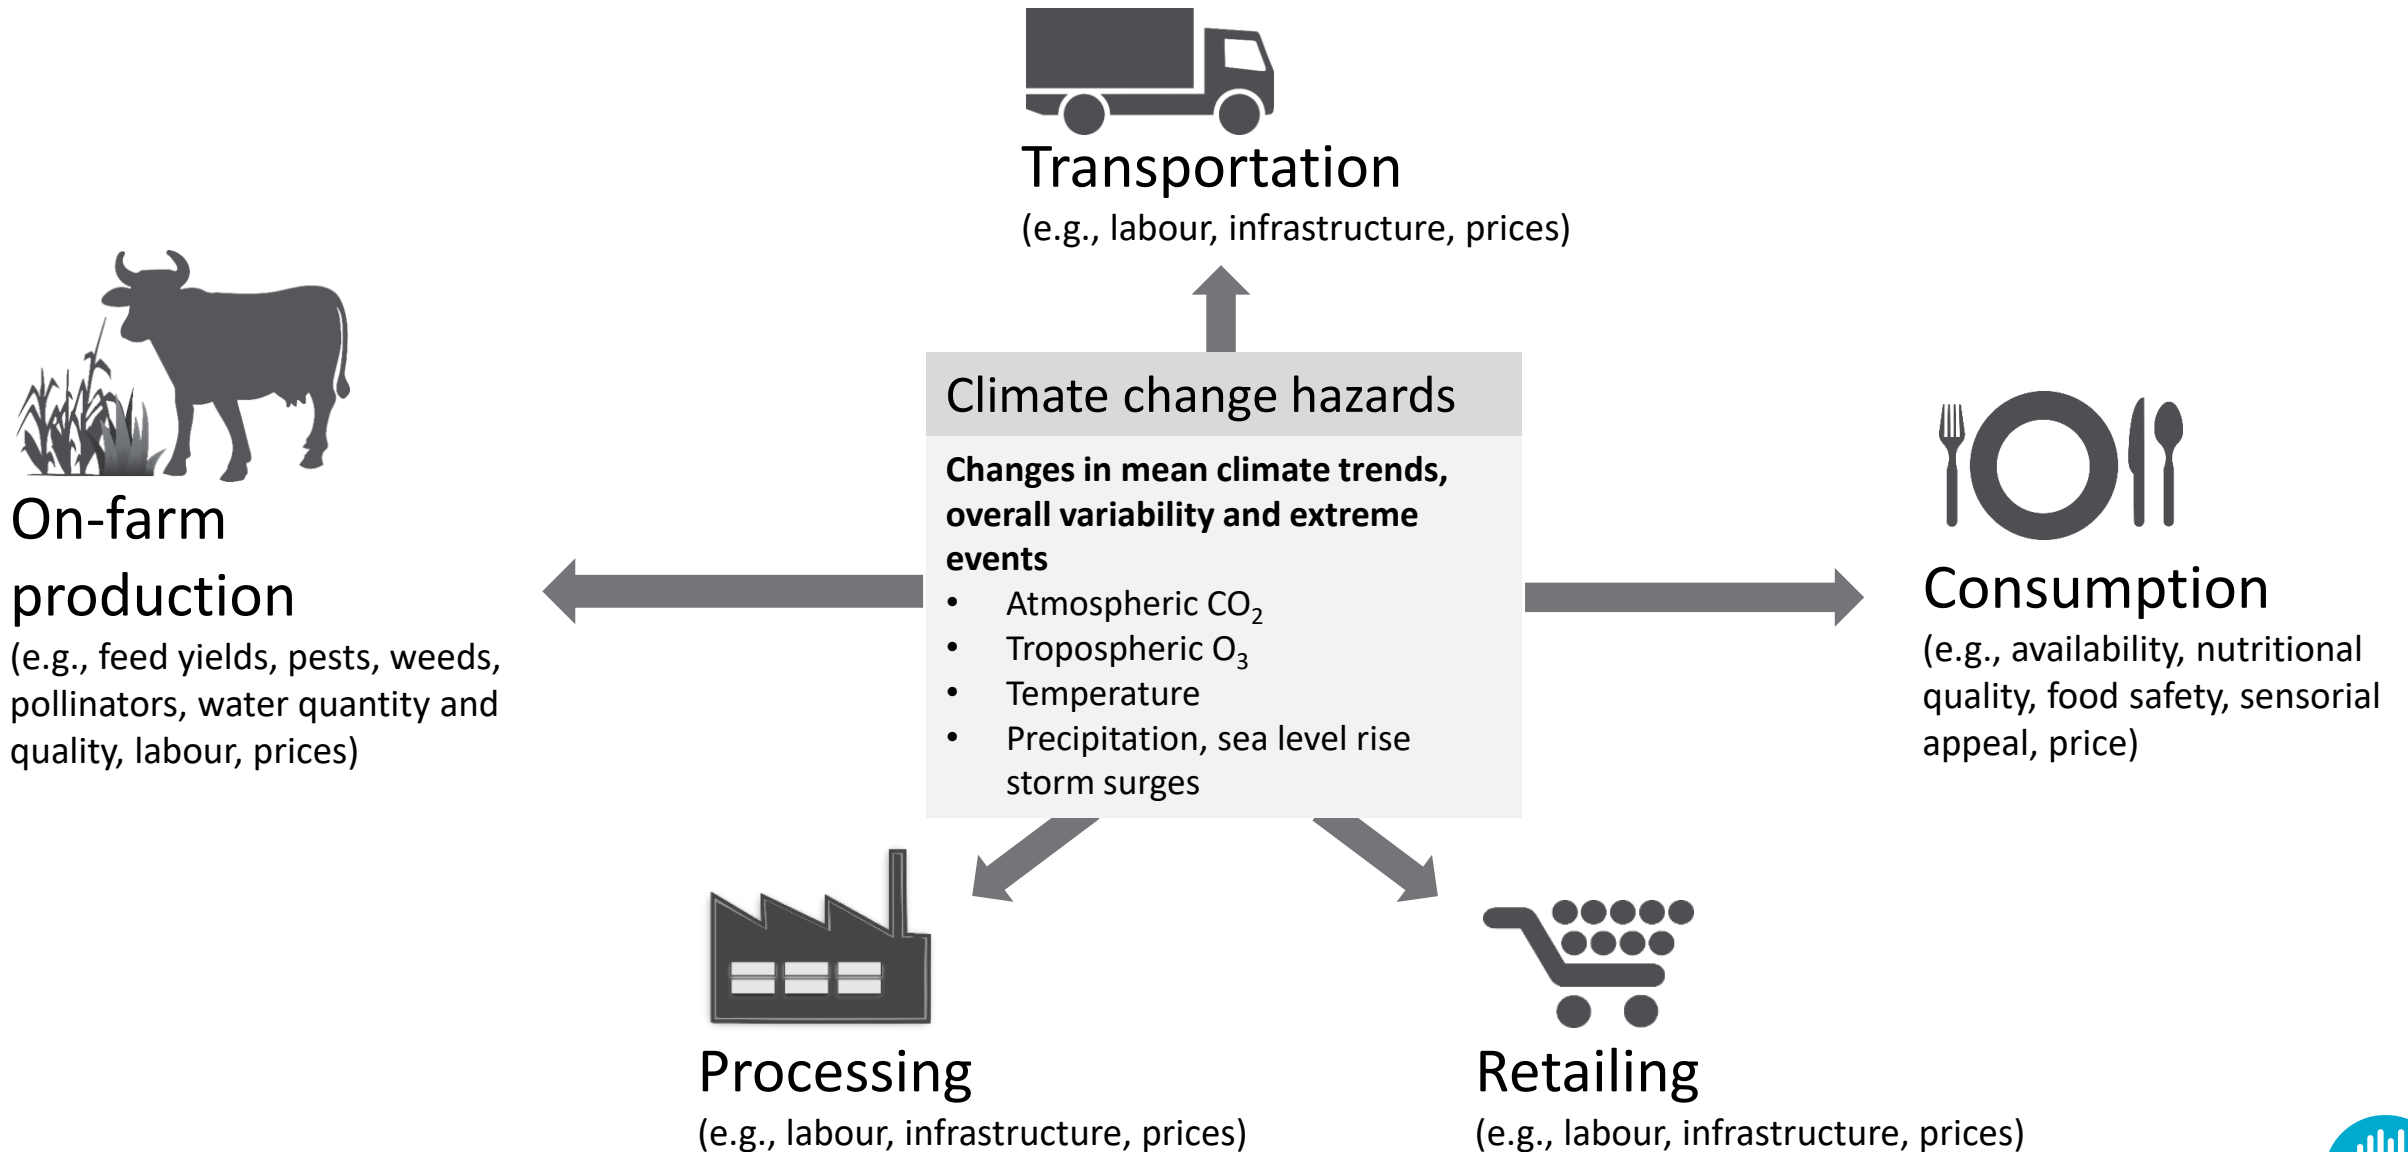 Transportation
(e.g., labour, infrastructure, prices)
On-farm
production
(e.g., feed yields, pests, weeds,
pollinators, water quantity and
quality, labour, prices)
Climate change hazards
Changes in mean climate trends,
overall variability and extreme
events
• Atmospheric CO₂
• Tropospheric O₃
• Temperature
• Precipitation, sea level rise
storm surges
Consumption
(e.g., availability, nutritional
quality, food safety, sensorial
appeal, price)
Processing
(e.g., labour, infrastructure, prices)
Retailing
(e.g., labour, infrastructure, prices)